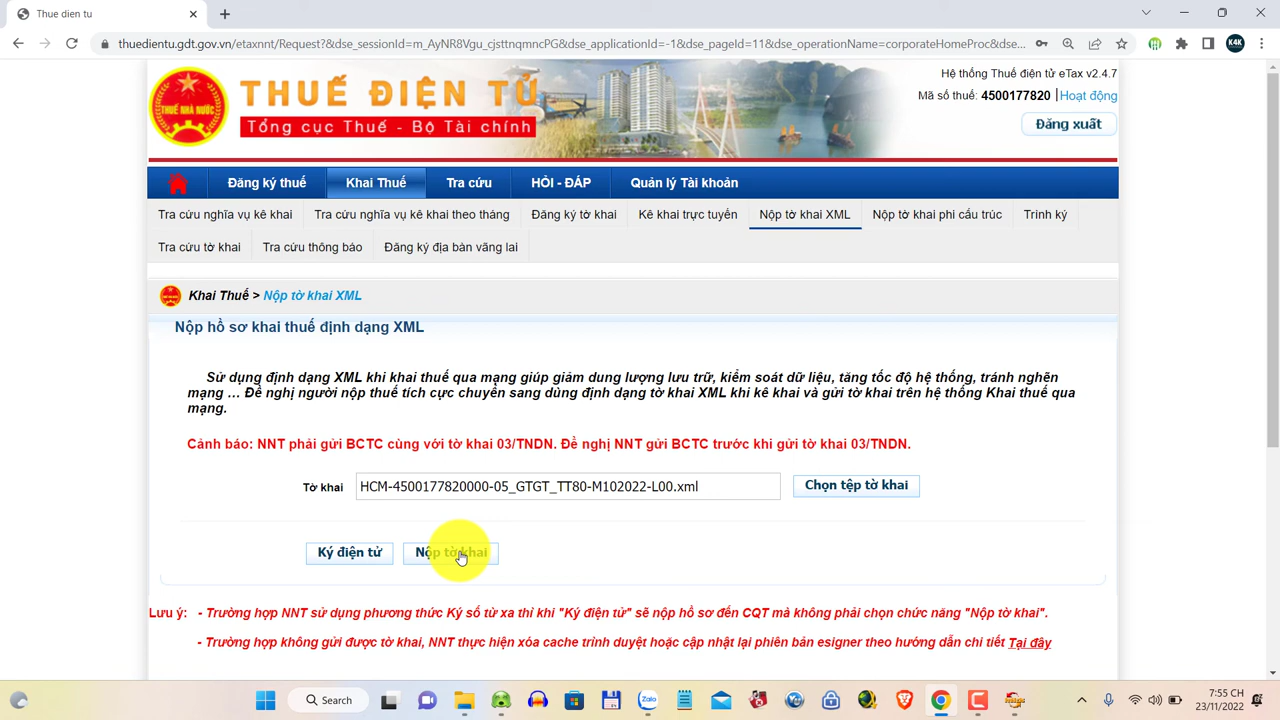 Thue dien tu
thuedientu.gdt.gov.vn/etaxnnt/Request?&dse_sessionId=m_AyNR8Vgu_cjsttnqmxcPG&dse_applicationId=-1&dse_pageId=11&dse_operationName=corporateHomeProc&dse...
K4K
THUẾ NHÀ NƯỚC
THUẾ ĐIỆN TỬ
Tổng cục Thuế - Bộ Tài chính
Hệ thống Thuế điện tử eTax v2.4.7
Mã số thuế: 4500177820 |Hoạt động
Đăng xuất
Đăng ký thuế Khai Thuế Tra cứu HỎI - ĐÁP Quản lý Tài khoản
Tra cứu nghĩa vụ kê khai Tra cứu nghĩa vụ kê khai theo tháng Đăng ký tờ khai Kê khai trực tuyến Nộp tờ khai XML Nộp tờ khai phi cấu trúc Trình ký
Tra cứu tờ khai Tra cứu thông báo Đăng ký địa bàn vãng lai
Khai Thuế > Nộp tờ khai XML
Nộp hồ sơ khai thuế định dạng XML
Sử dụng định dạng XML khi khai thuế qua mạng giúp giảm dung lượng lưu trữ, kiểm soát dữ liệu, tăng tốc độ hệ thống, tránh nghẽn
mạng ... Đề nghị người nộp thuế tích cực chuyển sang dùng định dạng tờ khai XML khi kê khai và gửi tờ khai trên hệ thống Khai thuế qua
mạng.
Cảnh báo: NNT phải gửi BCTC cùng với tờ khai 03/TNDN. Đề nghị NNT gửi BCTC trước khi gửi tờ khai 03/TNDN.
Tờ khai HCM-4500177820000-05_GTGT_TT80-M102022-L00.xml Chọn tệp tờ khai
Ký điện tử Nộp tờ khai
Lưu ý: - Trường hợp NNT sử dụng phương thức Ký số từ xa thì khi "Ký điện tử" sẽ nộp hồ sơ đến CQT mà không phải chọn chức năng "Nộp tờ khai".
- Trường hợp không gửi được tờ khai, NNT thực hiện xóa cache trình duyệt hoặc cập nhật lại phiên bản esigner theo hướng dẫn chi tiết Tại đây
Search
Zalo
7:55 CH
23/11/2022